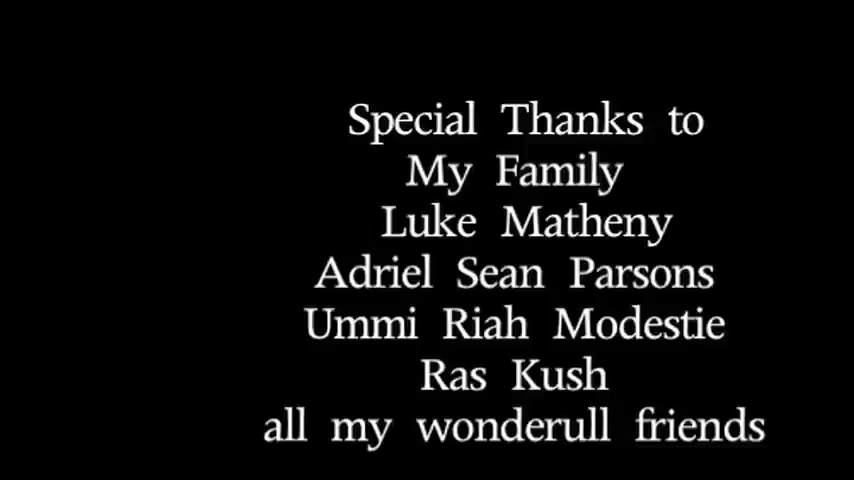 Special Thanks to
My Family
Luke Matheny
Adriel Sean Parsons
Ummi Riah Modestie
Ras Kush
all my wonderull friends